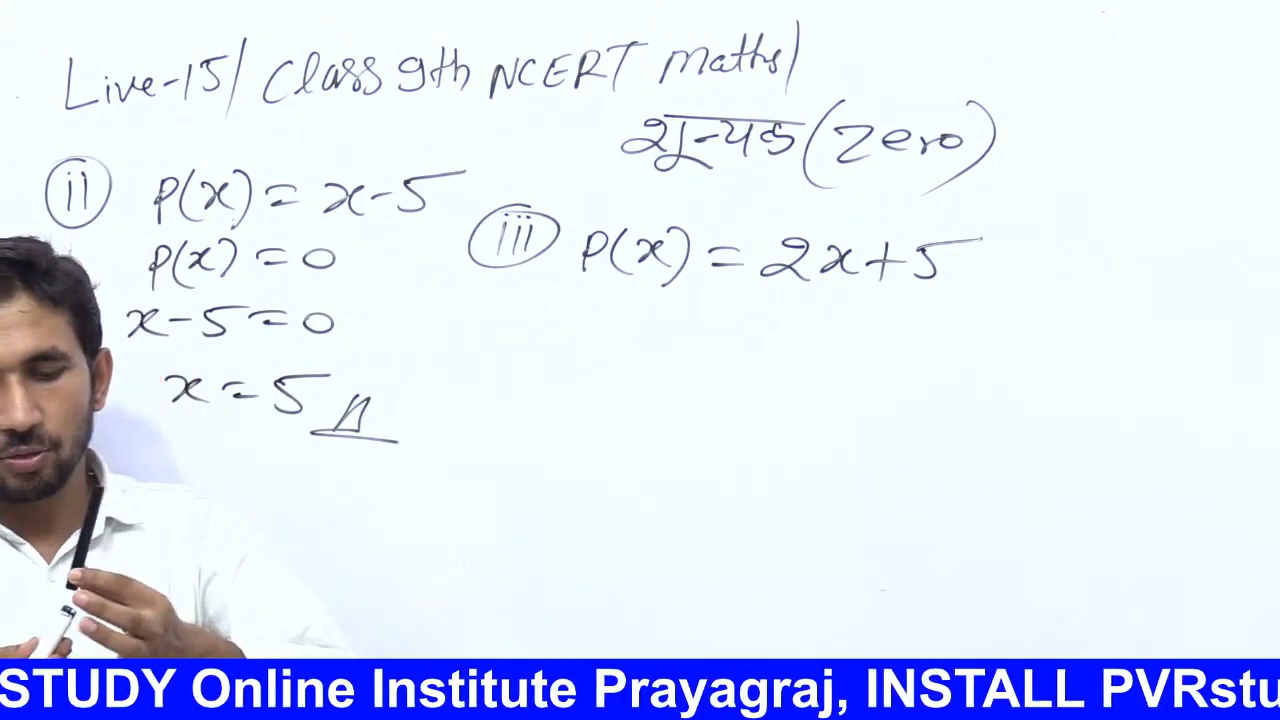 Live-15/ Class 9th NCERT Maths/
शून्यक (Zero)
ii P(x) = x-5
P(x) = 0
x-5=0
x = 5
iii P(x) = 2x+5
STUDY Online Institute Prayagraj, INSTALL PVRstu